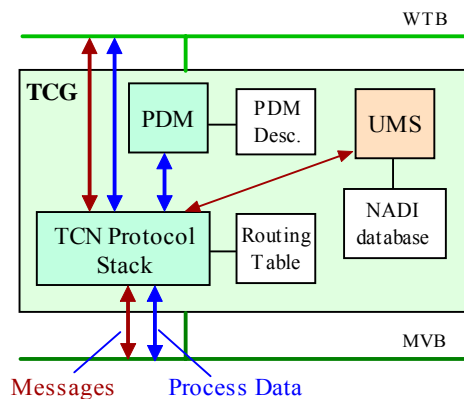 WTB
TCG
PDM
PDM
Desc.
UMS
NADI
database
TCN Protocol
Stack
Routing
Table
MVB
Messages
Process Data